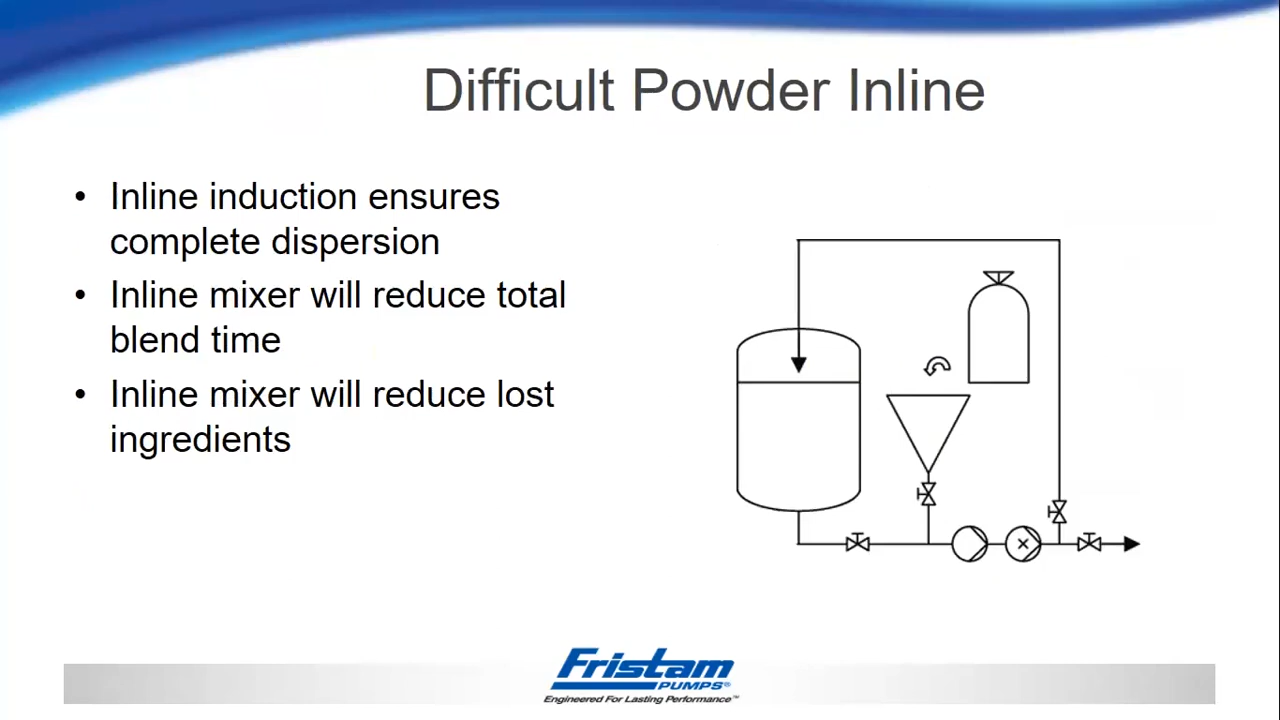 Difficult Powder Inline
• Inline induction ensures
complete dispersion
• Inline mixer will reduce total
blend time
• Inline mixer will reduce lost
ingredients
Fristam
PUMPS®
Engineered For Lasting Performance™